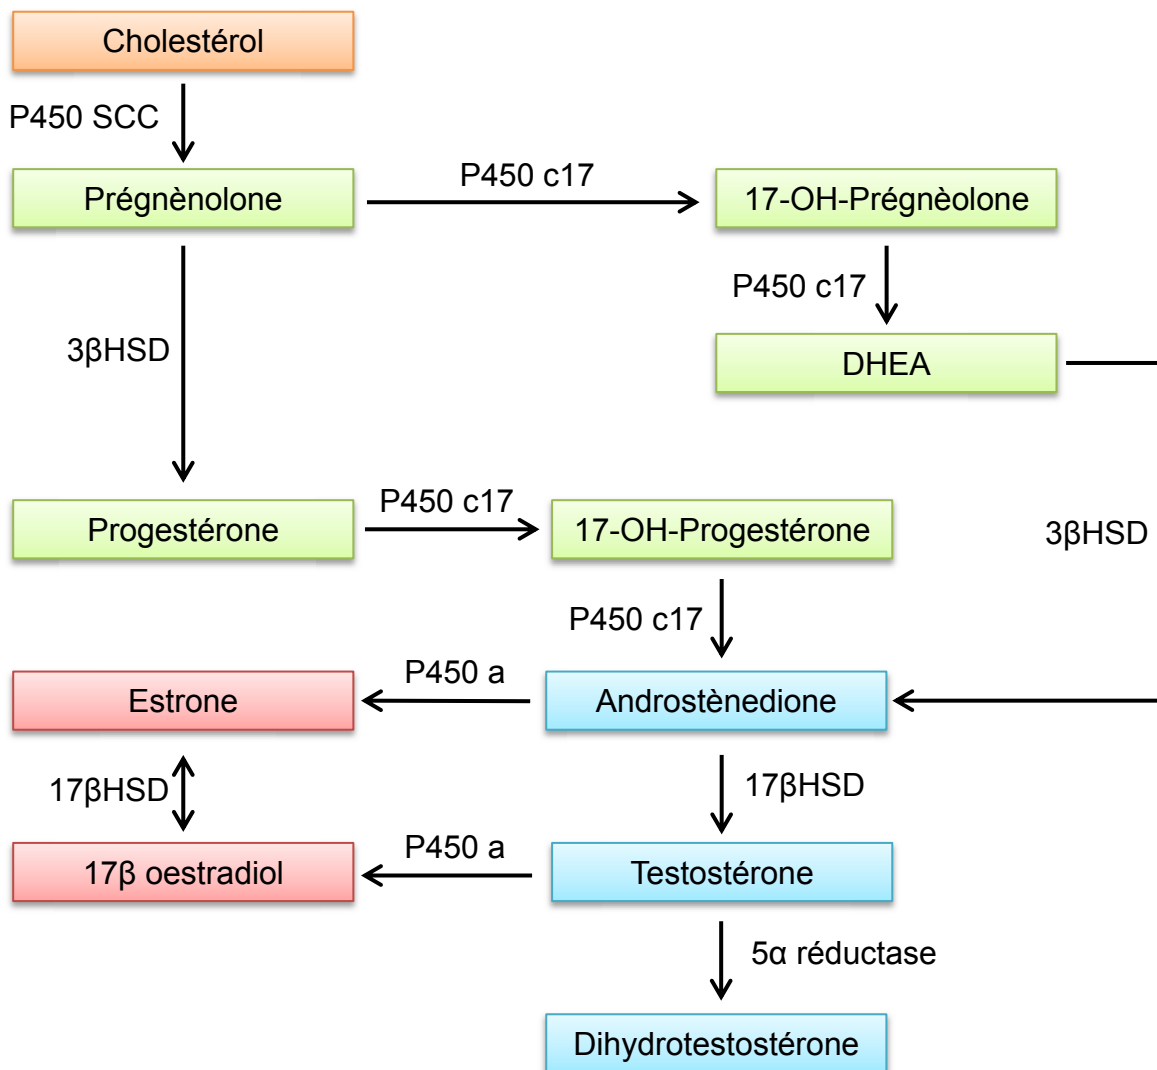 Cholestérol
P450 SCC
P450 c17
Prégnènolone
17-OH-Prégnèolone
P450 c17
3βHSD
DHEA
P450 c17
Progestérone
17-OH-Progestérone
3βHSD
P450 c17
P450 a
Estrone
Androstènedione
17βHSD
17βHSD
P450 a
17β oestradiol
Testostérone
5α réductase
Dihydrotestostérone